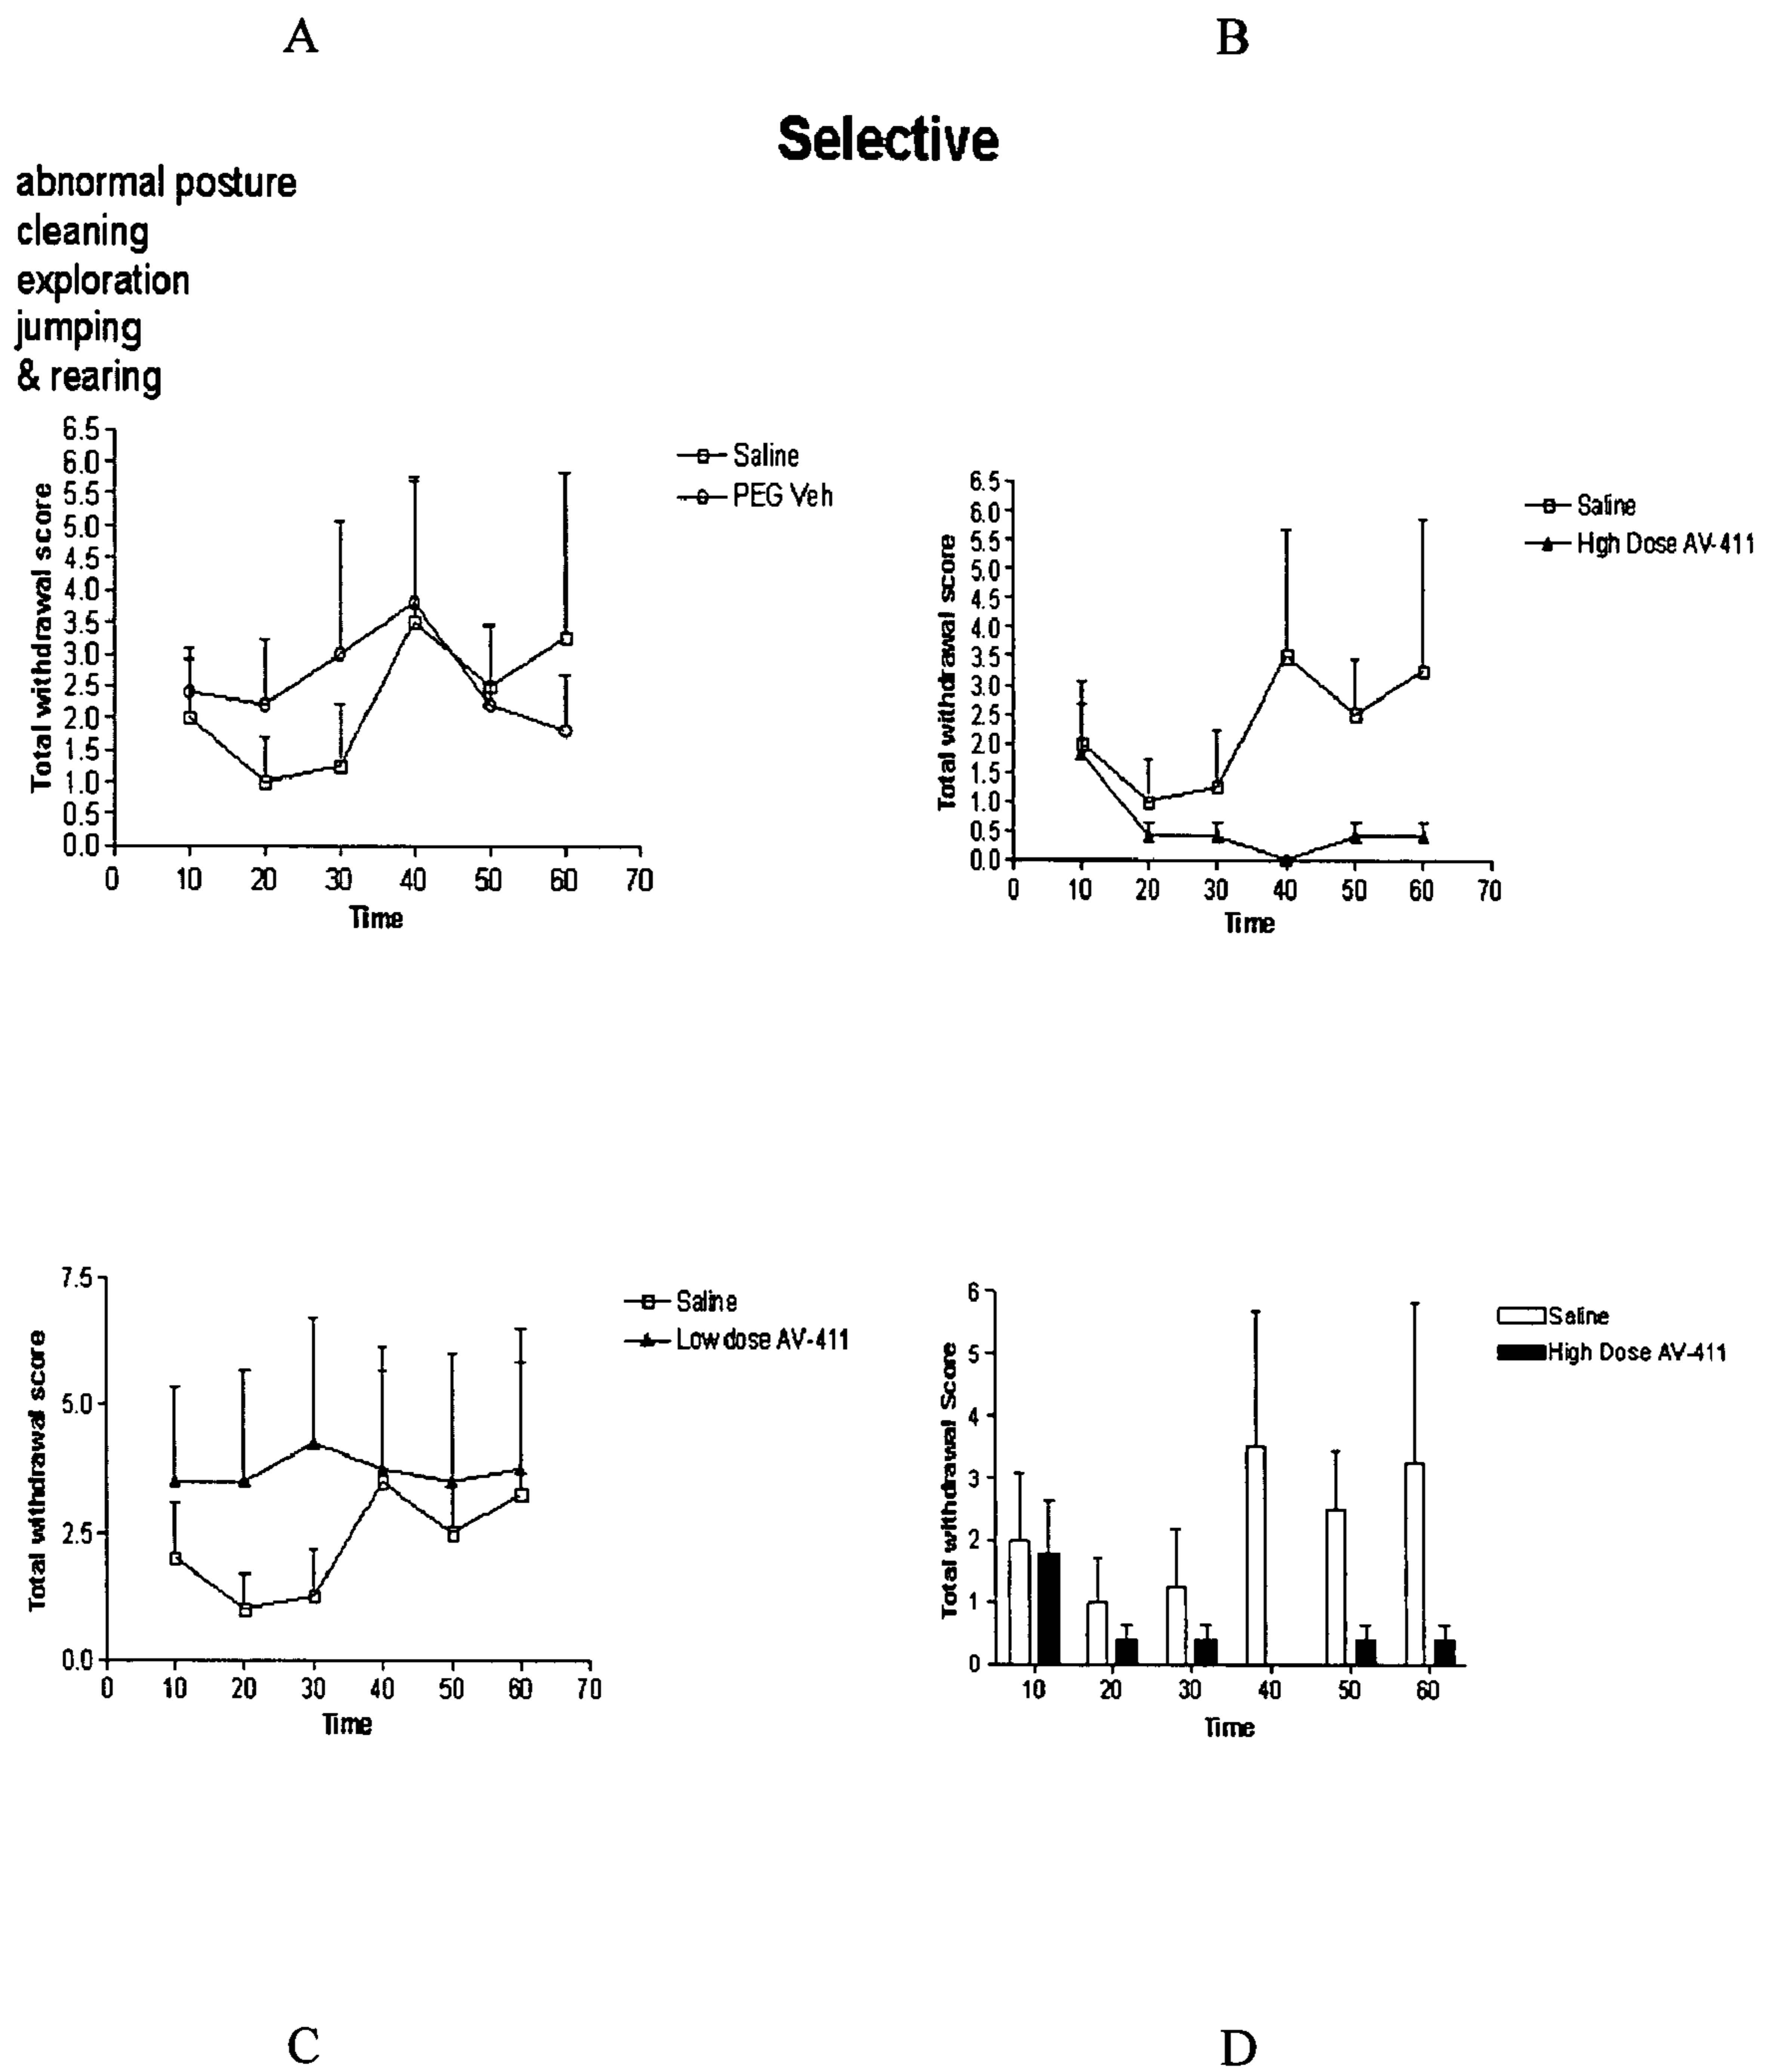 A
B
Selective
abnormal posture
cleaning
exploration
jumping
& rearing
Total withdrawal score
6.5
6.0
5.5
5.0
4.5
4.0
3.5
3.0
2.5
2.0
1.5
1.0
0.5
0.0
0 10 20 30 40 50 60 70
Time
Saline
PEG Veh
Total withdrawal score
6.5
6.0
5.5
5.0
4.5
4.0
3.5
3.0
2.5
2.0
1.5
1.0
0.5
0.0
0 10 20 30 40 50 60 70
Time
Saline
High Dose AV-411
Total withdrawal score
7.5
5.0
2.5
0.0
0 10 20 30 40 50 60 70
Time
Saline
Low dose AV-411
Total withdrawal Score
6
5
4
3
2
1
0
10 20 30 40 50 60
Time
Saline
High Dose AV-411
C
D